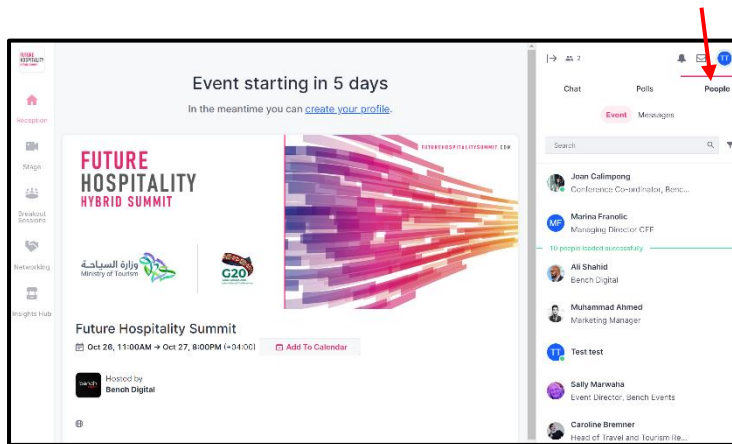 FUTURE
HOSPITALITY
Reception
Stage
Breakout
Sessions
Networking
Insights Hub
Event starting in 5 days
In the meantime you can create your profile.
FUTUREHOSPITALITYSUMMIT.COM
FUTURE
HOSPITALITY
HYBRID SUMMIT
وزارة السياحة
Ministry of Tourism
G20
Future Hospitality Summit
Oct 26, 11:00AM → Oct 27, 8:00PM (+04:00)
Add To Calendar
bench
Hosted by
Bench Digital
2
TT
Chat Polls People
Event Messages
Search
Joan Calimpong
Conference Co-ordinator, Benc...
MF
Marina Franolic
Managing Director CFF
10 people loaded successfully
Ali Shahid
Bench Digital
Muhammad Ahmed
Marketing Manager
TT
Test test
Sally Marwaha
Event Director, Bench Events
Caroline Bremner
Head of Travel and Tourism Re...